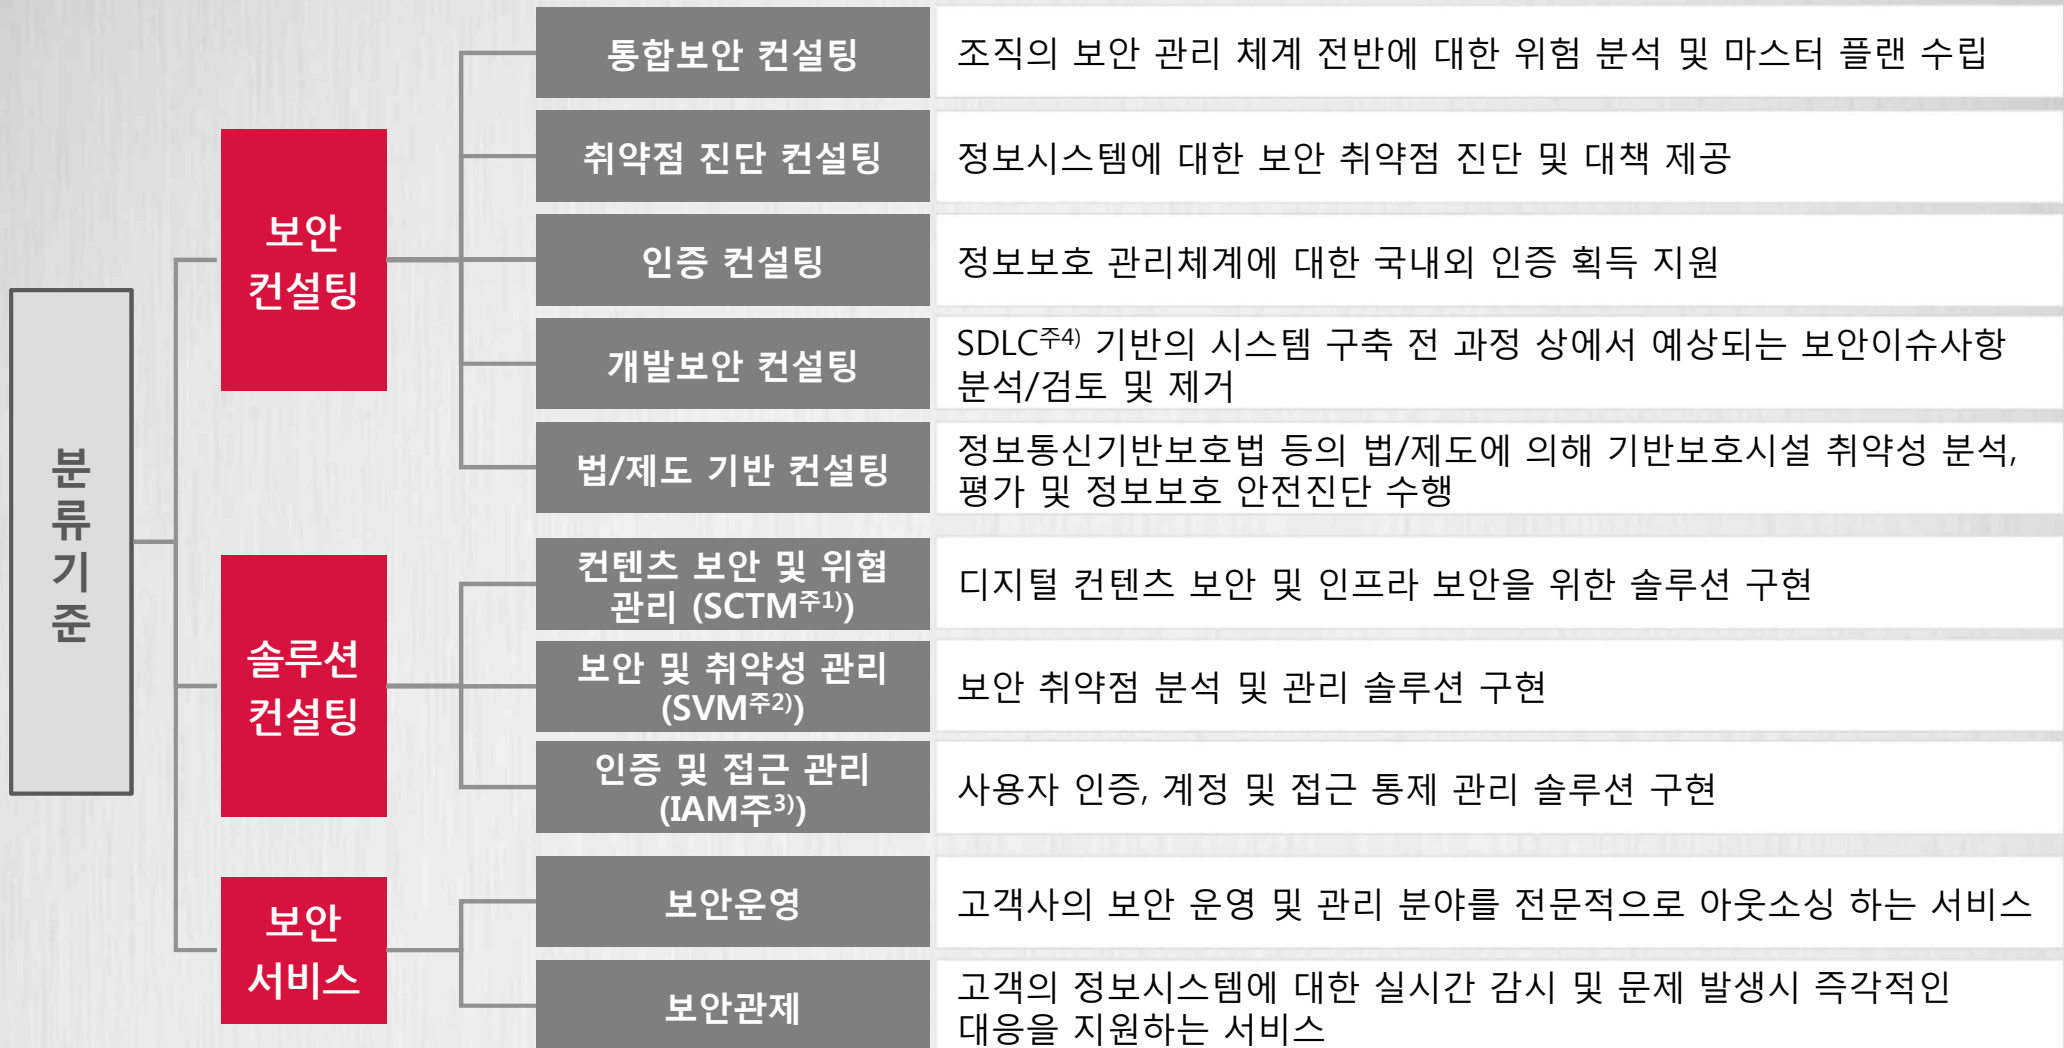 분
류
기
준
보안
컨설팅
통합보안 컨설팅
조직의 보안 관리 체계 전반에 대한 위험 분석 및 마스터 플랜 수립
취약점 진단 컨설팅
정보시스템에 대한 보안 취약점 진단 및 대책 제공
인증 컨설팅
정보보호 관리체계에 대한 국내외 인증 획득 지원
개발보안 컨설팅
SDLC주4) 기반의 시스템 구축 전 과정 상에서 예상되는 보안이슈사항
분석/검토 및 제거
법/제도 기반 컨설팅
정보통신기반보호법 등의 법/제도에 의해 기반보호시설 취약성 분석,
평가 및 정보보호 안전진단 수행
솔루션
컨설팅
컨텐츠 보안 및 위협
관리 (SCTM주1))
디지털 컨텐츠 보안 및 인프라 보안을 위한 솔루션 구현
보안 및 취약성 관리
(SVM주2))
보안 취약점 분석 및 관리 솔루션 구현
인증 및 접근 관리
(IAM주3))
사용자 인증, 계정 및 접근 통제 관리 솔루션 구현
보안
서비스
보안운영
고객사의 보안 운영 및 관리 분야를 전문적으로 아웃소싱 하는 서비스
보안관제
고객의 정보시스템에 대한 실시간 감시 및 문제 발생시 즉각적인
대응을 지원하는 서비스